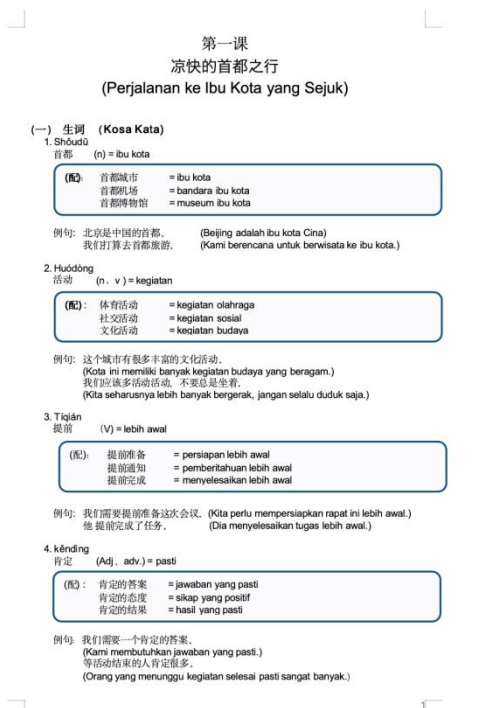 第一课
凉快的首都之行
(Perjalanan ke Ibu Kota yang Sejuk)
(一) 生词 (Kosa Kata)
1. Shǒudū
首都 (n) = ibu kota
(配): 首都城市 = ibu kota
首都机场 = bandara ibu kota
首都博物馆 = museum ibu kota
例句: 北京是中国的首都。 (Beijing adalah ibu kota Cina)
我们打算去首都旅游。 (Kami berencana untuk berwisata ke ibu kota.)
2. Huódòng
活动 (n、v) = kegiatan
(配): 体育活动 = kegiatan olahraga
社交活动 = kegiatan sosial
文化活动 = kegiatan budaya
例句: 这个城市有很多丰富的文化活动。
(Kota ini memiliki banyak kegiatan budaya yang beragam.)
我们应该多活动活动，不要总是坐着。
(Kita seharusnya lebih banyak bergerak, jangan selalu duduk saja.)
3. Tíqián
提前 (V) = lebih awal
(配): 提前准备 = persiapan lebih awal
提前通知 = pemberitahuan lebih awal
提前完成 = menyelesaikan lebih awal
例句: 我们需要提前准备这次会议。(Kita perlu mempersiapkan rapat ini lebih awal.)
他 提前完成了任务。 (Dia menyelesaikan tugas lebih awal.)
4. kěndìng
肯定 (Adj、adv.) = pasti
(配): 肯定的答案 = jawaban yang pasti
肯定的态度 = sikap yang positif
肯定的结果 = hasil yang pasti
例句: 我们需要一个肯定的答案。
(Kami membutuhkan jawaban yang pasti.)
等活动结束的人肯定很多。
(Orang yang menunggu kegiatan selesai pasti sangat banyak.)
1